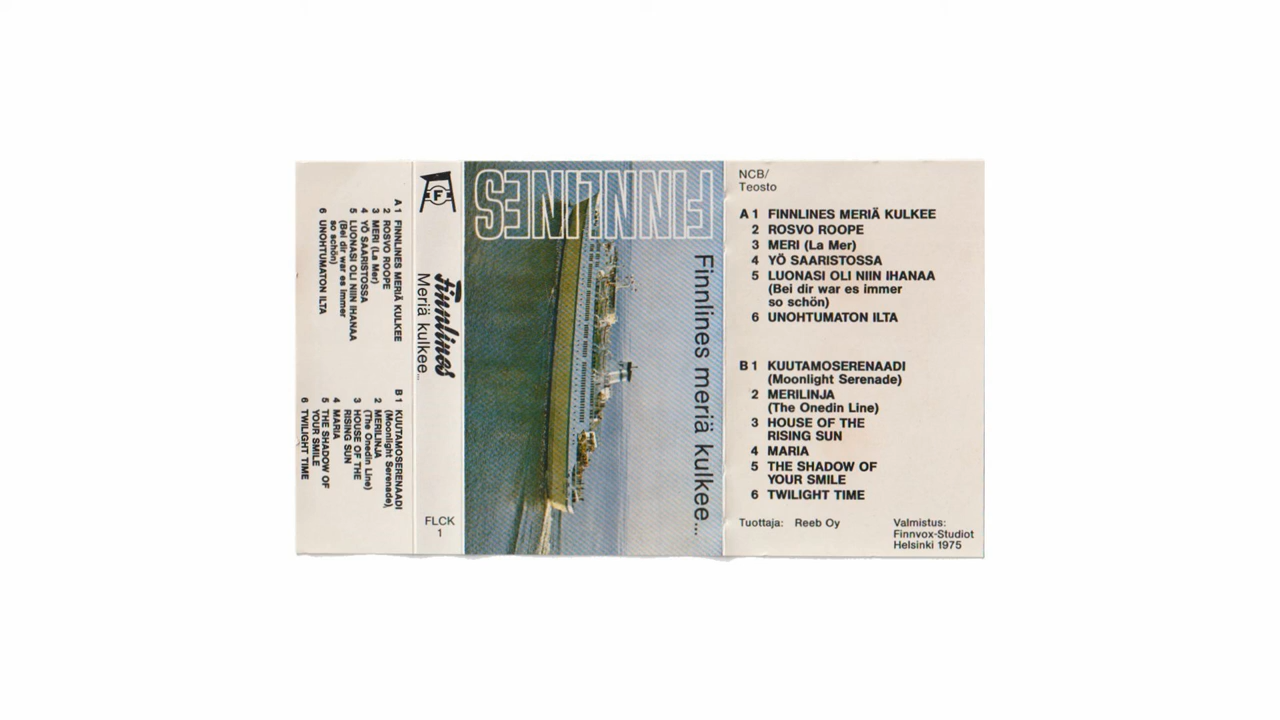 A1 FINNLINES MERIÄ KULKEE
2 ROSVO ROOPE
3 MERI (La Mer)
4 YÖ SAARISTOSSA
5 LUONASI OLI NIIN IHANAA
(Bei dir war es immer
so schön)
6 UNOHTUMATON ILTA
B1 KUUTAMOSERENAADI
(Moonlight Serenade)
2 MERILINJA
(The Onedin Line)
3 HOUSE OF THE
RISING SUN
4 MARIA
5 THE SHADOW OF
YOUR SMILE
6 TWILIGHT TIME
F
Finnlines
Meriä kulkee...
FLCK
1
FINNLINES
Finnlines meriä kulkee...
NCB/
Teosto
A 1 FINNLINES MERIÄ KULKEE
2 ROSVO ROOPE
3 MERI (La Mer)
4 YÖ SAARISTOSSA
5 LUONASI OLI NIIN IHANAA
(Bei dir war es immer
so schön)
6 UNOHTUMATON ILTA
B 1 KUUTAMOSERENAADI
(Moonlight Serenade)
2 MERILINJA
(The Onedin Line)
3 HOUSE OF THE
RISING SUN
4 MARIA
5 THE SHADOW OF
YOUR SMILE
6 TWILIGHT TIME
Tuottaja: Reeb Oy
Valmistus:
Finnvox-Studiot
Helsinki 1975